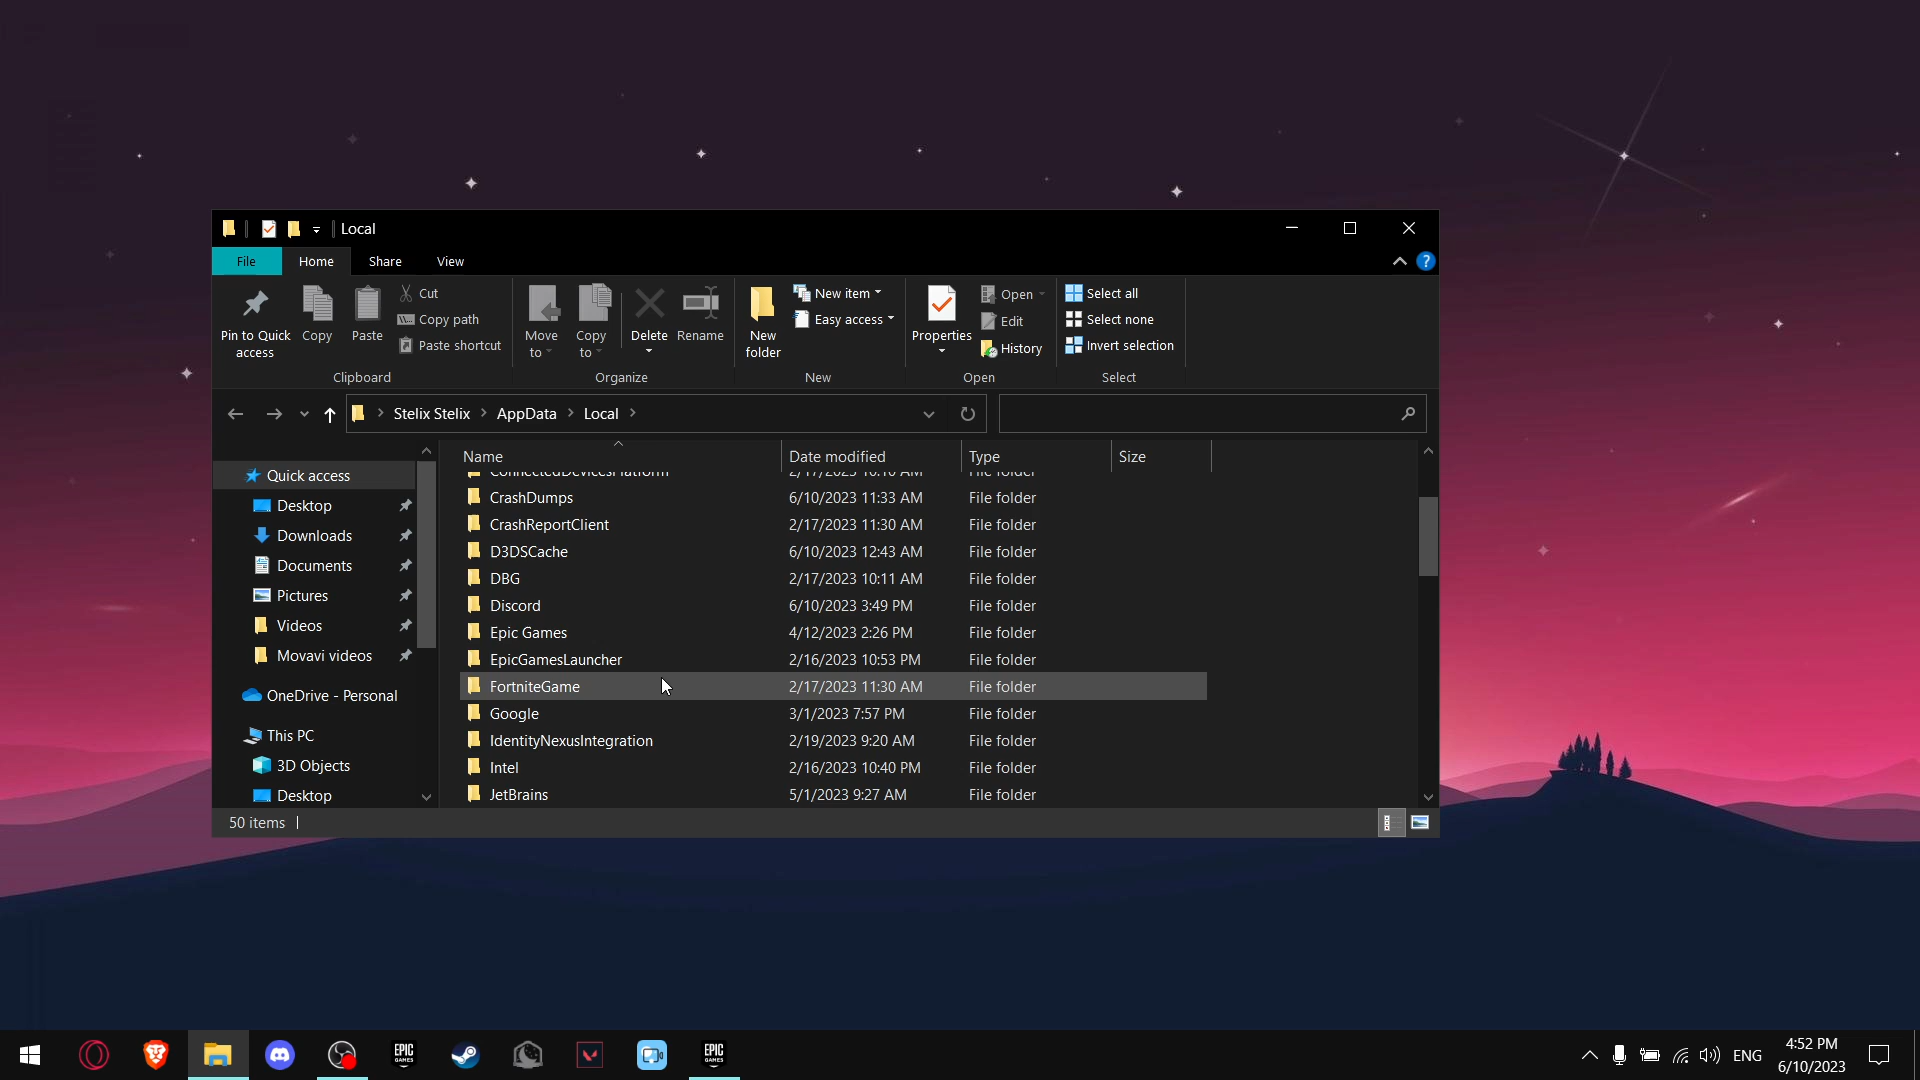 Local
File
Home
Share
View
?
Pin to Quick
access
Copy
Paste
Cut
Copy path
Paste shortcut
Clipboard
Move
to
Copy
to
Delete
Rename
Organize
New
folder
New item
Easy access
New
Properties
Open
Edit
History
Open
Select all
Select none
Invert selection
Select
Stelix Stelix
AppData
Local
Quick access
Desktop
Downloads
Documents
Pictures
Videos
Movavi videos
OneDrive - Personal
This PC
3D Objects
Desktop
Name Date modified Type Size
CrashDumps 6/10/2023 11:33 AM File folder
CrashReportClient 2/17/2023 11:30 AM File folder
D3DSCache 6/10/2023 12:43 AM File folder
DBG 2/17/2023 10:11 AM File folder
Discord 6/10/2023 3:49 PM File folder
Epic Games 4/12/2023 2:26 PM File folder
EpicGamesLauncher 2/16/2023 10:53 PM File folder
FortniteGame 2/17/2023 11:30 AM File folder
Google 3/1/2023 7:57 PM File folder
IdentityNexusIntegration 2/19/2023 9:20 AM File folder
Intel 2/16/2023 10:40 PM File folder
JetBrains 5/1/2023 9:27 AM File folder
50 items
EPIC
GAMES
EPIC
GAMES
ENG
4:52 PM
6/10/2023